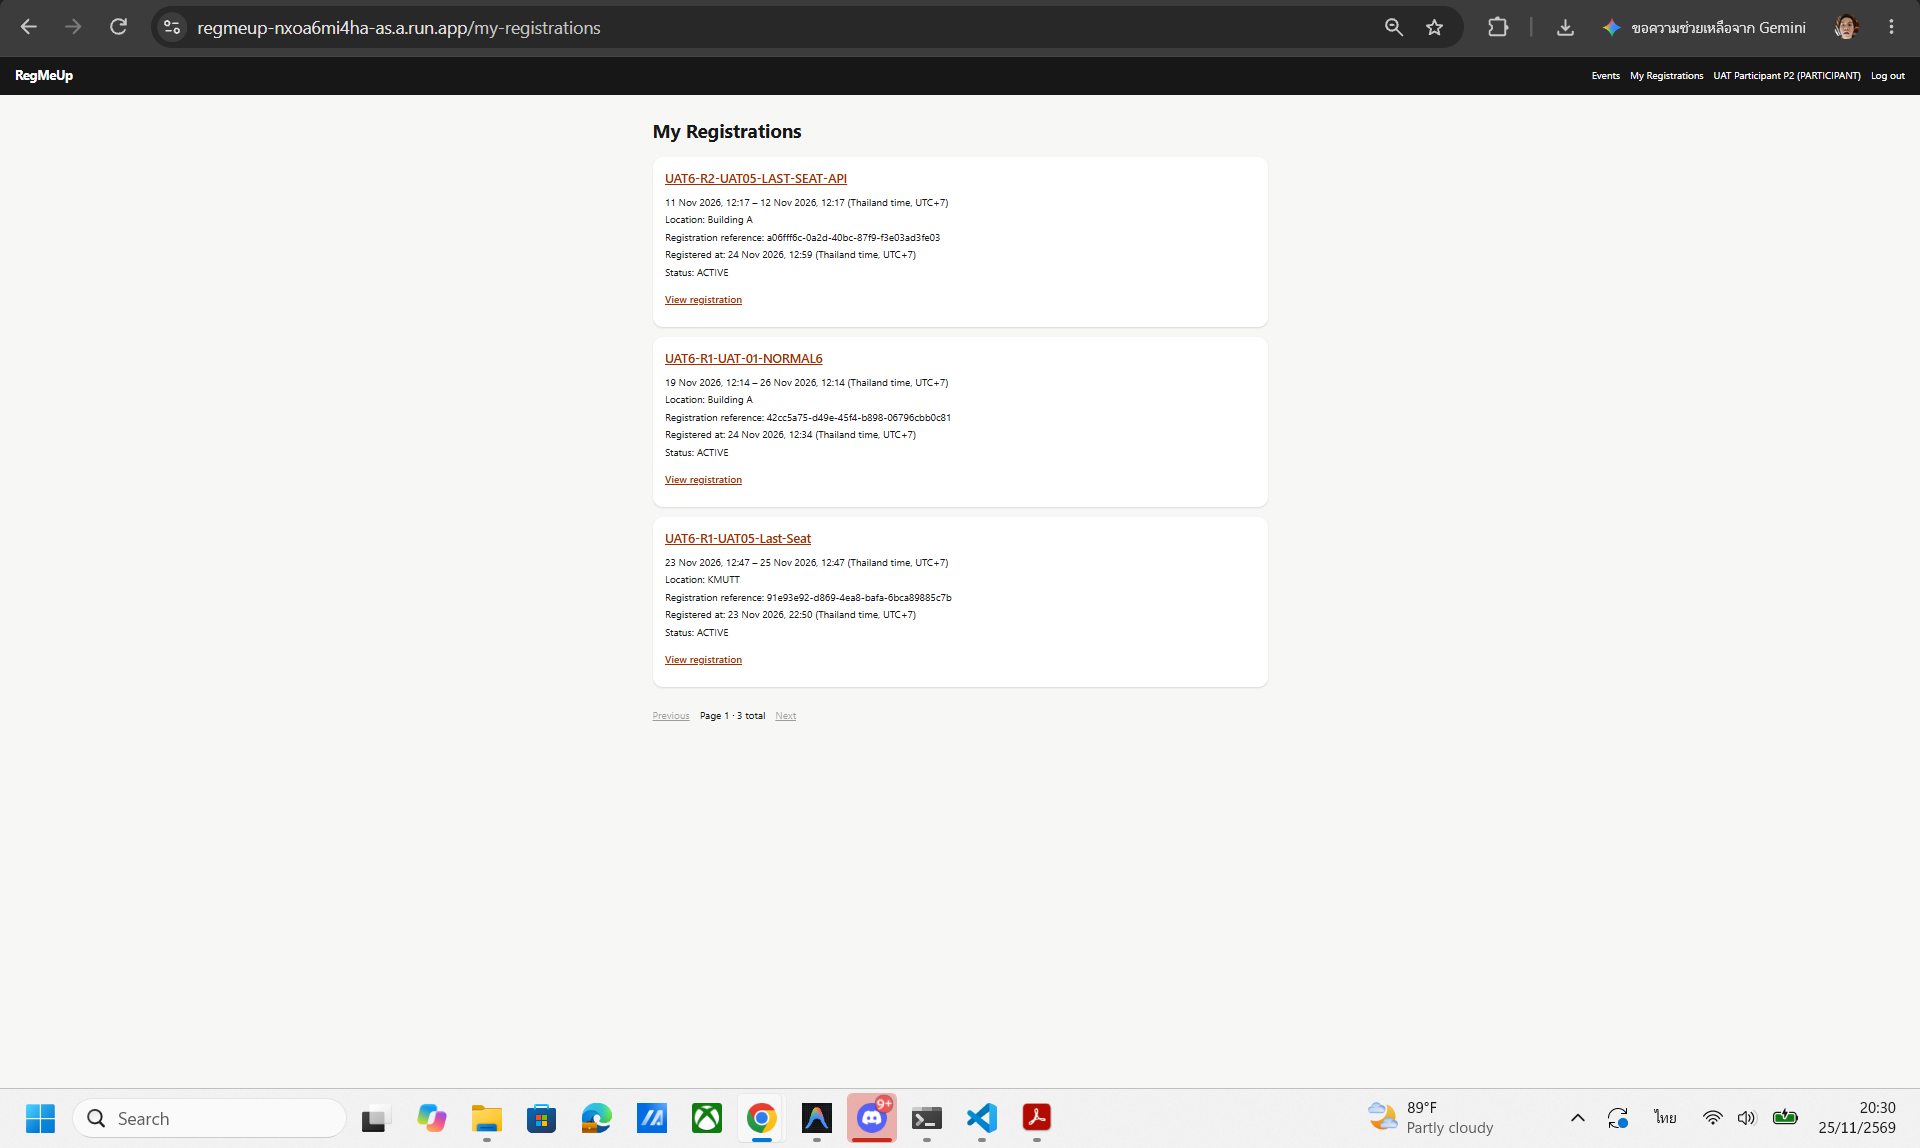 regmeup-nxoa6mi4ha-as.a.run.app/my-registrations
ขอความช่วยเหลือจาก Gemini
RegMeUp
Events My Registrations UAT Participant P2 (PARTICIPANT) Log out
My Registrations
UAT6-R2-UAT05-LAST-SEAT-API
11 Nov 2026, 12:17 – 12 Nov 2026, 12:17 (Thailand time, UTC+7)
Location: Building A
Registration reference: a06fff6c-0a2d-40bc-87f9-f3e03ad3fe03
Registered at: 24 Nov 2026, 12:59 (Thailand time, UTC+7)
Status: ACTIVE
View registration
UAT6-R1-UAT-01-NORMAL6
19 Nov 2026, 12:14 – 26 Nov 2026, 12:14 (Thailand time, UTC+7)
Location: Building A
Registration reference: 42cc5a75-d49e-45f4-b898-06796cbb0c81
Registered at: 24 Nov 2026, 12:34 (Thailand time, UTC+7)
Status: ACTIVE
View registration
UAT6-R1-UAT05-Last-Seat
23 Nov 2026, 12:47 – 25 Nov 2026, 12:47 (Thailand time, UTC+7)
Location: KMUTT
Registration reference: 91e93e92-d869-4ea8-bafa-6bca89885c7b
Registered at: 23 Nov 2026, 22:50 (Thailand time, UTC+7)
Status: ACTIVE
View registration
Previous Page 1 · 3 total Next
Search
9+
89°F
Partly cloudy
ไทย
20:30
25/11/2569